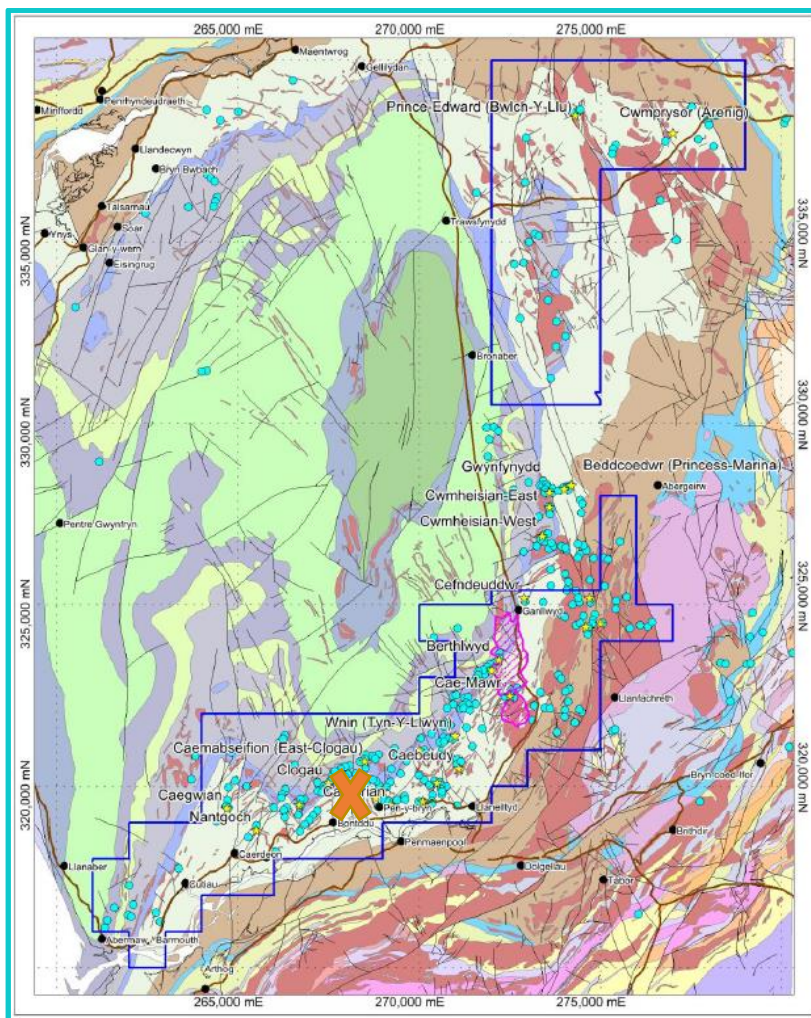 265,000 mE
270,000 mE
275,000 mE
Maentwrog
Gellilydan
Penrhyndeudraeth
Minffordd
Prince-Edward (Bwlch-Y-Llu)
Cwmprysor (Arenig)
Llandecwyn
Bryn Bwbach
Talsarnau
Ynys
Soar
Glan-y-wern
Eisingrug
Trawsfynydd
335,000 mN
335,000 mN
Bronaber
330,000 mN
330,000 mN
Gwynfynydd
Beddcoedwr (Princess-Marina)
Abergeirw
Cwmheisian-East
Pentre Gwynfryn
Cwmheisian-West
Cefndeuddwr
325,000 mN
325,000 mN
Ganllwyd
Berthlwyd
Cae-Mawr
Llanfachreth
Wnin (Tyn-Y-Llwyn)
Caemabseifion (East-Clogau)
Clogau
Caebeudy
Caegwian
Nantgoch
320,000 mN
320,000 mN
Bryn-coed-ifor
Pen-y-bryn
Llanelltyd
Bontddu
Brithdir
Penmaenpool
Caerdeon
Llanaber
Dolgellau
Cutiau
Tabor
Abermaw
Barmouth
Arthog
265,000 mE
270,000 mE
275,000 mE